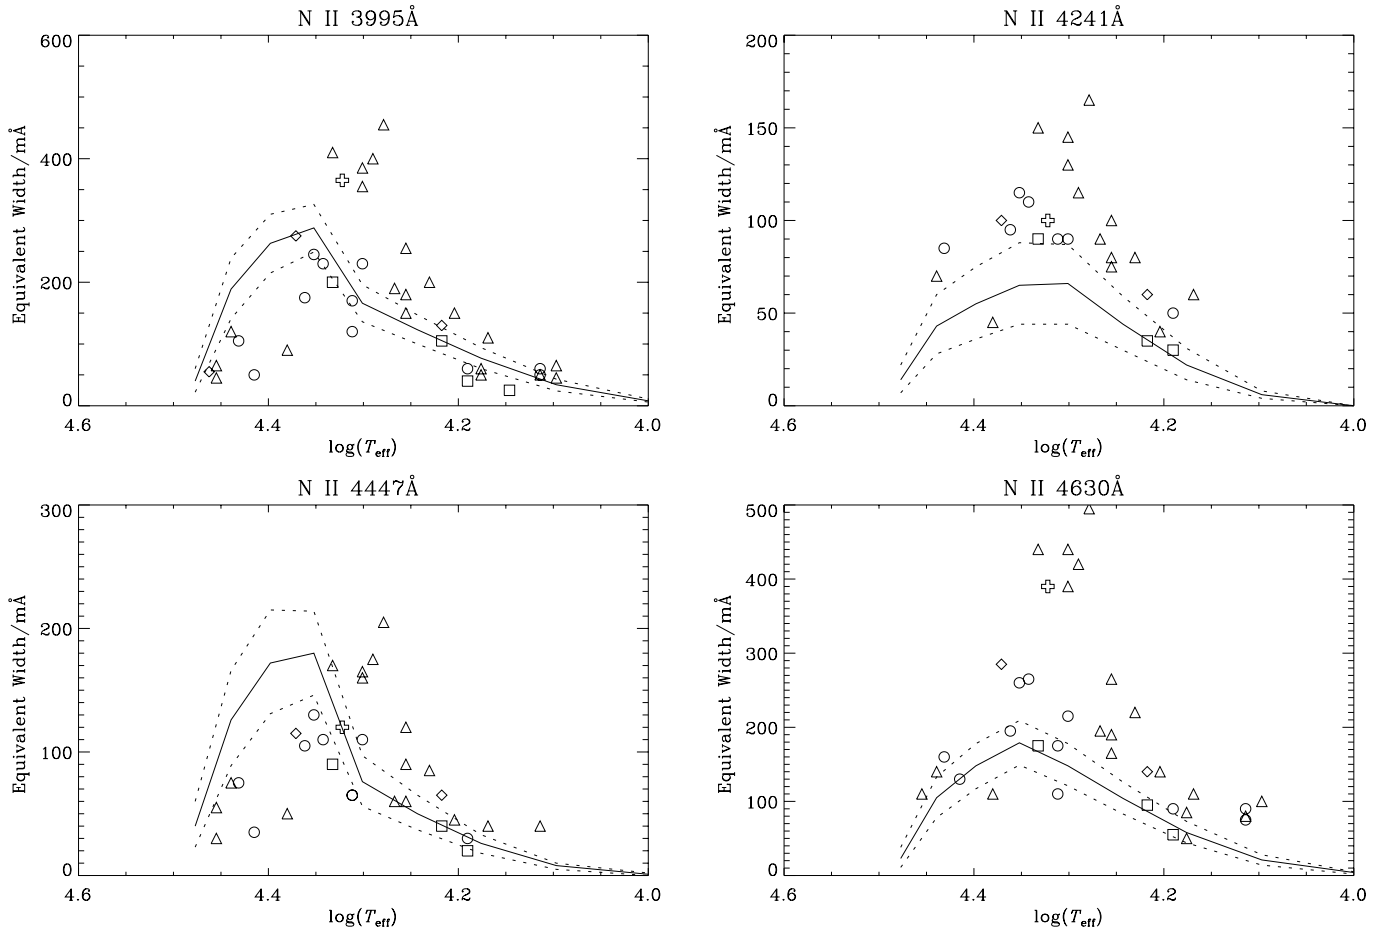 N II 3995Å
N II 4241Å
600
400
200
0
Equivalent Width/mÅ
4.6
4.4
4.2
4.0
log(Teff)
200
150
100
50
0
Equivalent Width/mÅ
4.6
4.4
4.2
4.0
log(Teff)
N II 4447Å
N II 4630Å
300
200
100
0
Equivalent Width/mÅ
4.6
4.4
4.2
4.0
log(Teff)
500
400
300
200
100
0
Equivalent Width/mÅ
4.6
4.4
4.2
4.0
log(Teff)